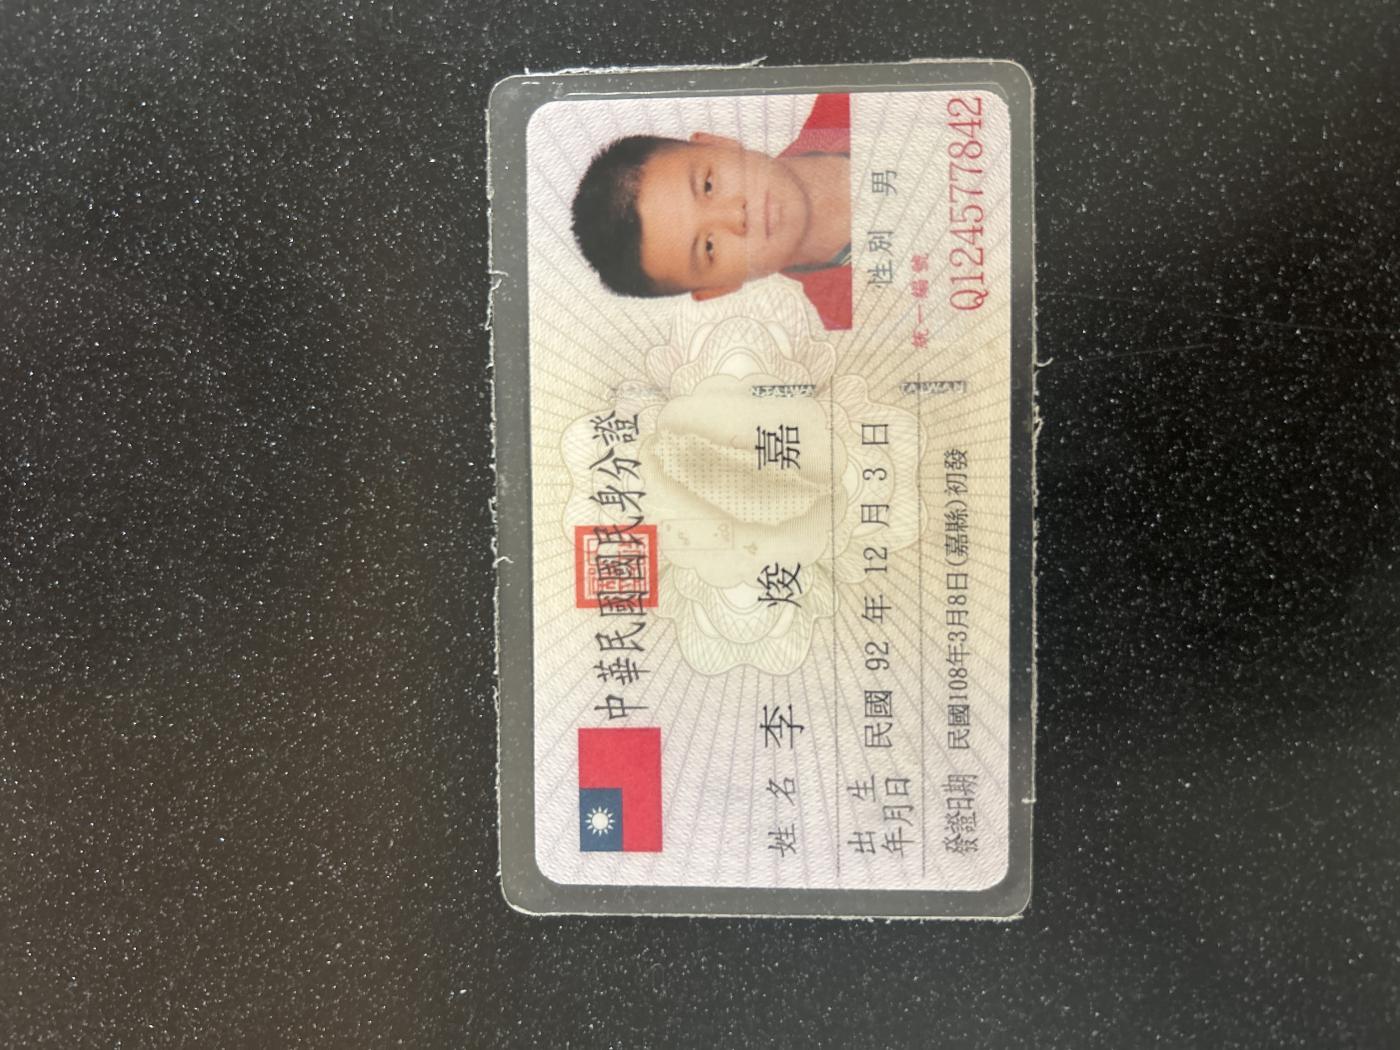 中華民國國民身分證
姓名 李焌嘉
出生年月日 民國 92 年 12 月 3 日
性別 男
統一編號
Q124577842
發證日期 民國108年3月8日(嘉縣)初發